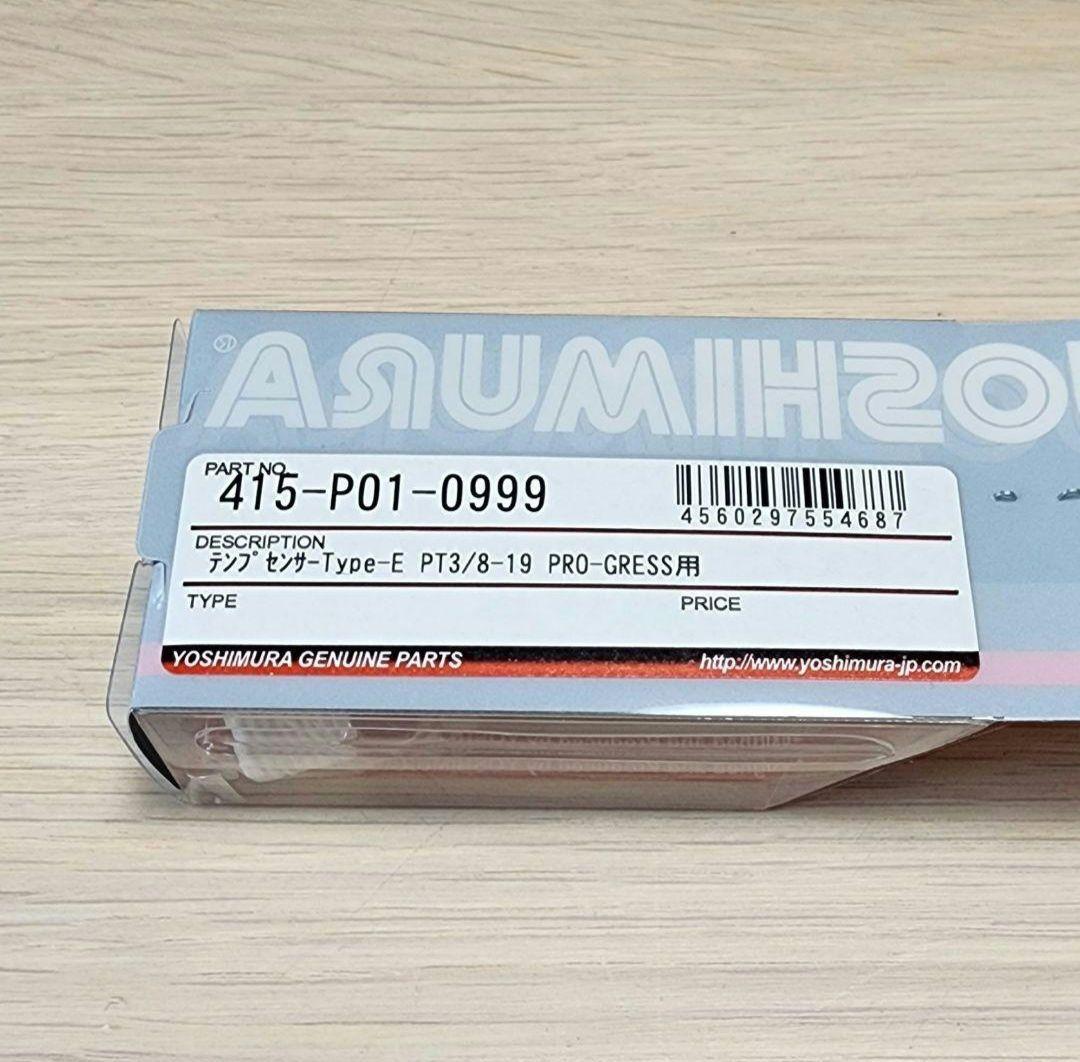 YOSHIMURA®
PART NO.
415-P01-0999
4560297554687
DESCRIPTION
テンプセンサーType-E PT3/8-19 PRO-GRESS用
TYPE
PRICE
YOSHIMURA GENUINE PARTS
http://www.yoshimura-jp.com